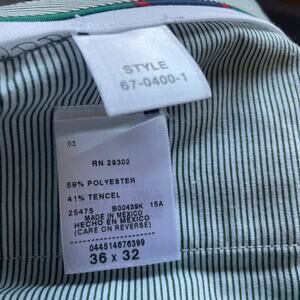 STYLE
67-0400-1
03
RN 29302
59% POLYESTER
41% TENCEL
25475 B00439K 15A
MADE IN MEXICO
HECHO EN MEXICO
(CARE ON REVERSE)
044514676399
36 x 32